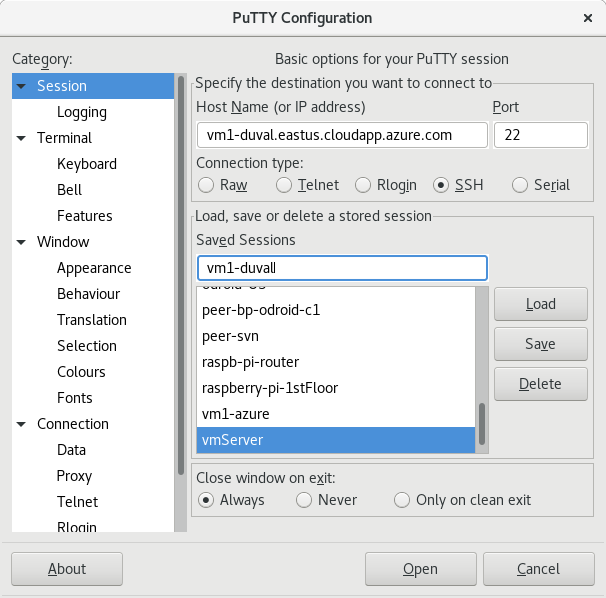 PuTTY Configuration
Category:
Session
Logging
Terminal
Keyboard
Bell
Features
Window
Appearance
Behaviour
Translation
Selection
Colours
Fonts
Connection
Data
Proxy
Telnet
Rlogin
Basic options for your PuTTY session
Specify the destination you want to connect to
Host Name (or IP address) Port
vm1-duval.eastus.cloudapp.azure.com 22
Connection type:
Raw Telnet Rlogin SSH Serial
Load, save or delete a stored session
Saved Sessions
vm1-duval
peer-bp-odroid-c1
peer-svn
raspb-pi-router
raspberry-pi-1stFloor
vm1-azure
vmServer
Load
Save
Delete
Close window on exit:
Always Never Only on clean exit
About Open Cancel